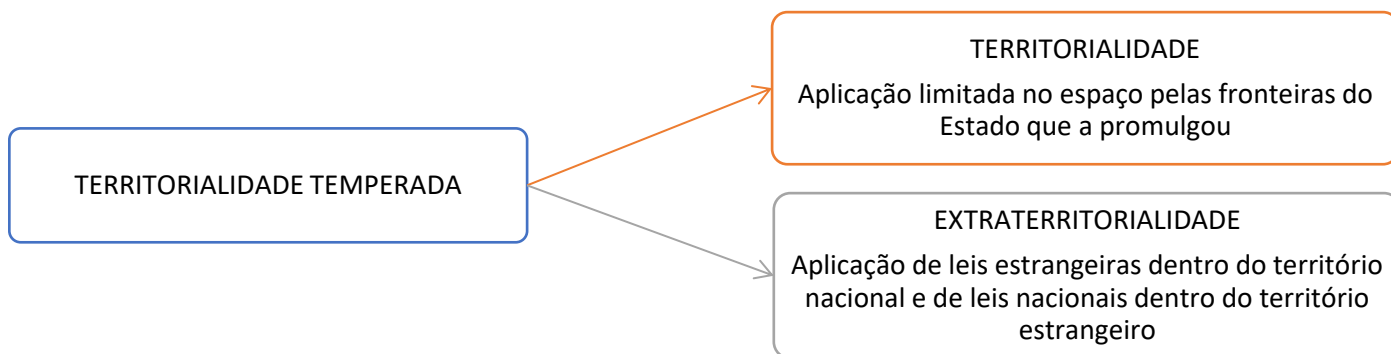 TERRITORIALIDADE TEMPERADA
TERRITORIALIDADE
Aplicação limitada no espaço pelas fronteiras do
Estado que a promulgou
EXTRATERRITORIALIDADE
Aplicação de leis estrangeiras dentro do território
nacional e de leis nacionais dentro do território
estrangeiro